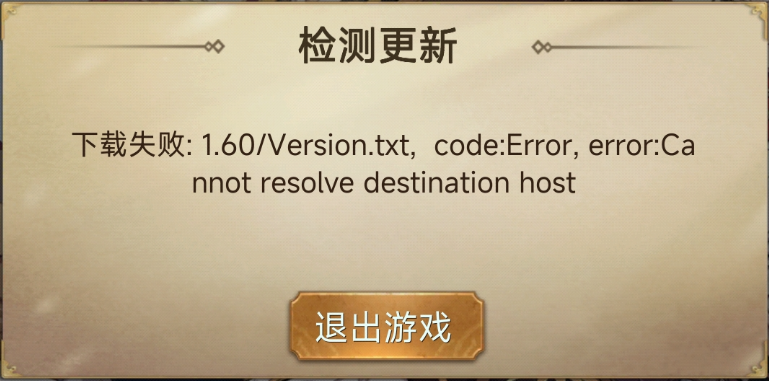 检测更新
下载失败: 1.60/Version.txt,  code:Error, error:Ca
nnot resolve destination host
退出游戏